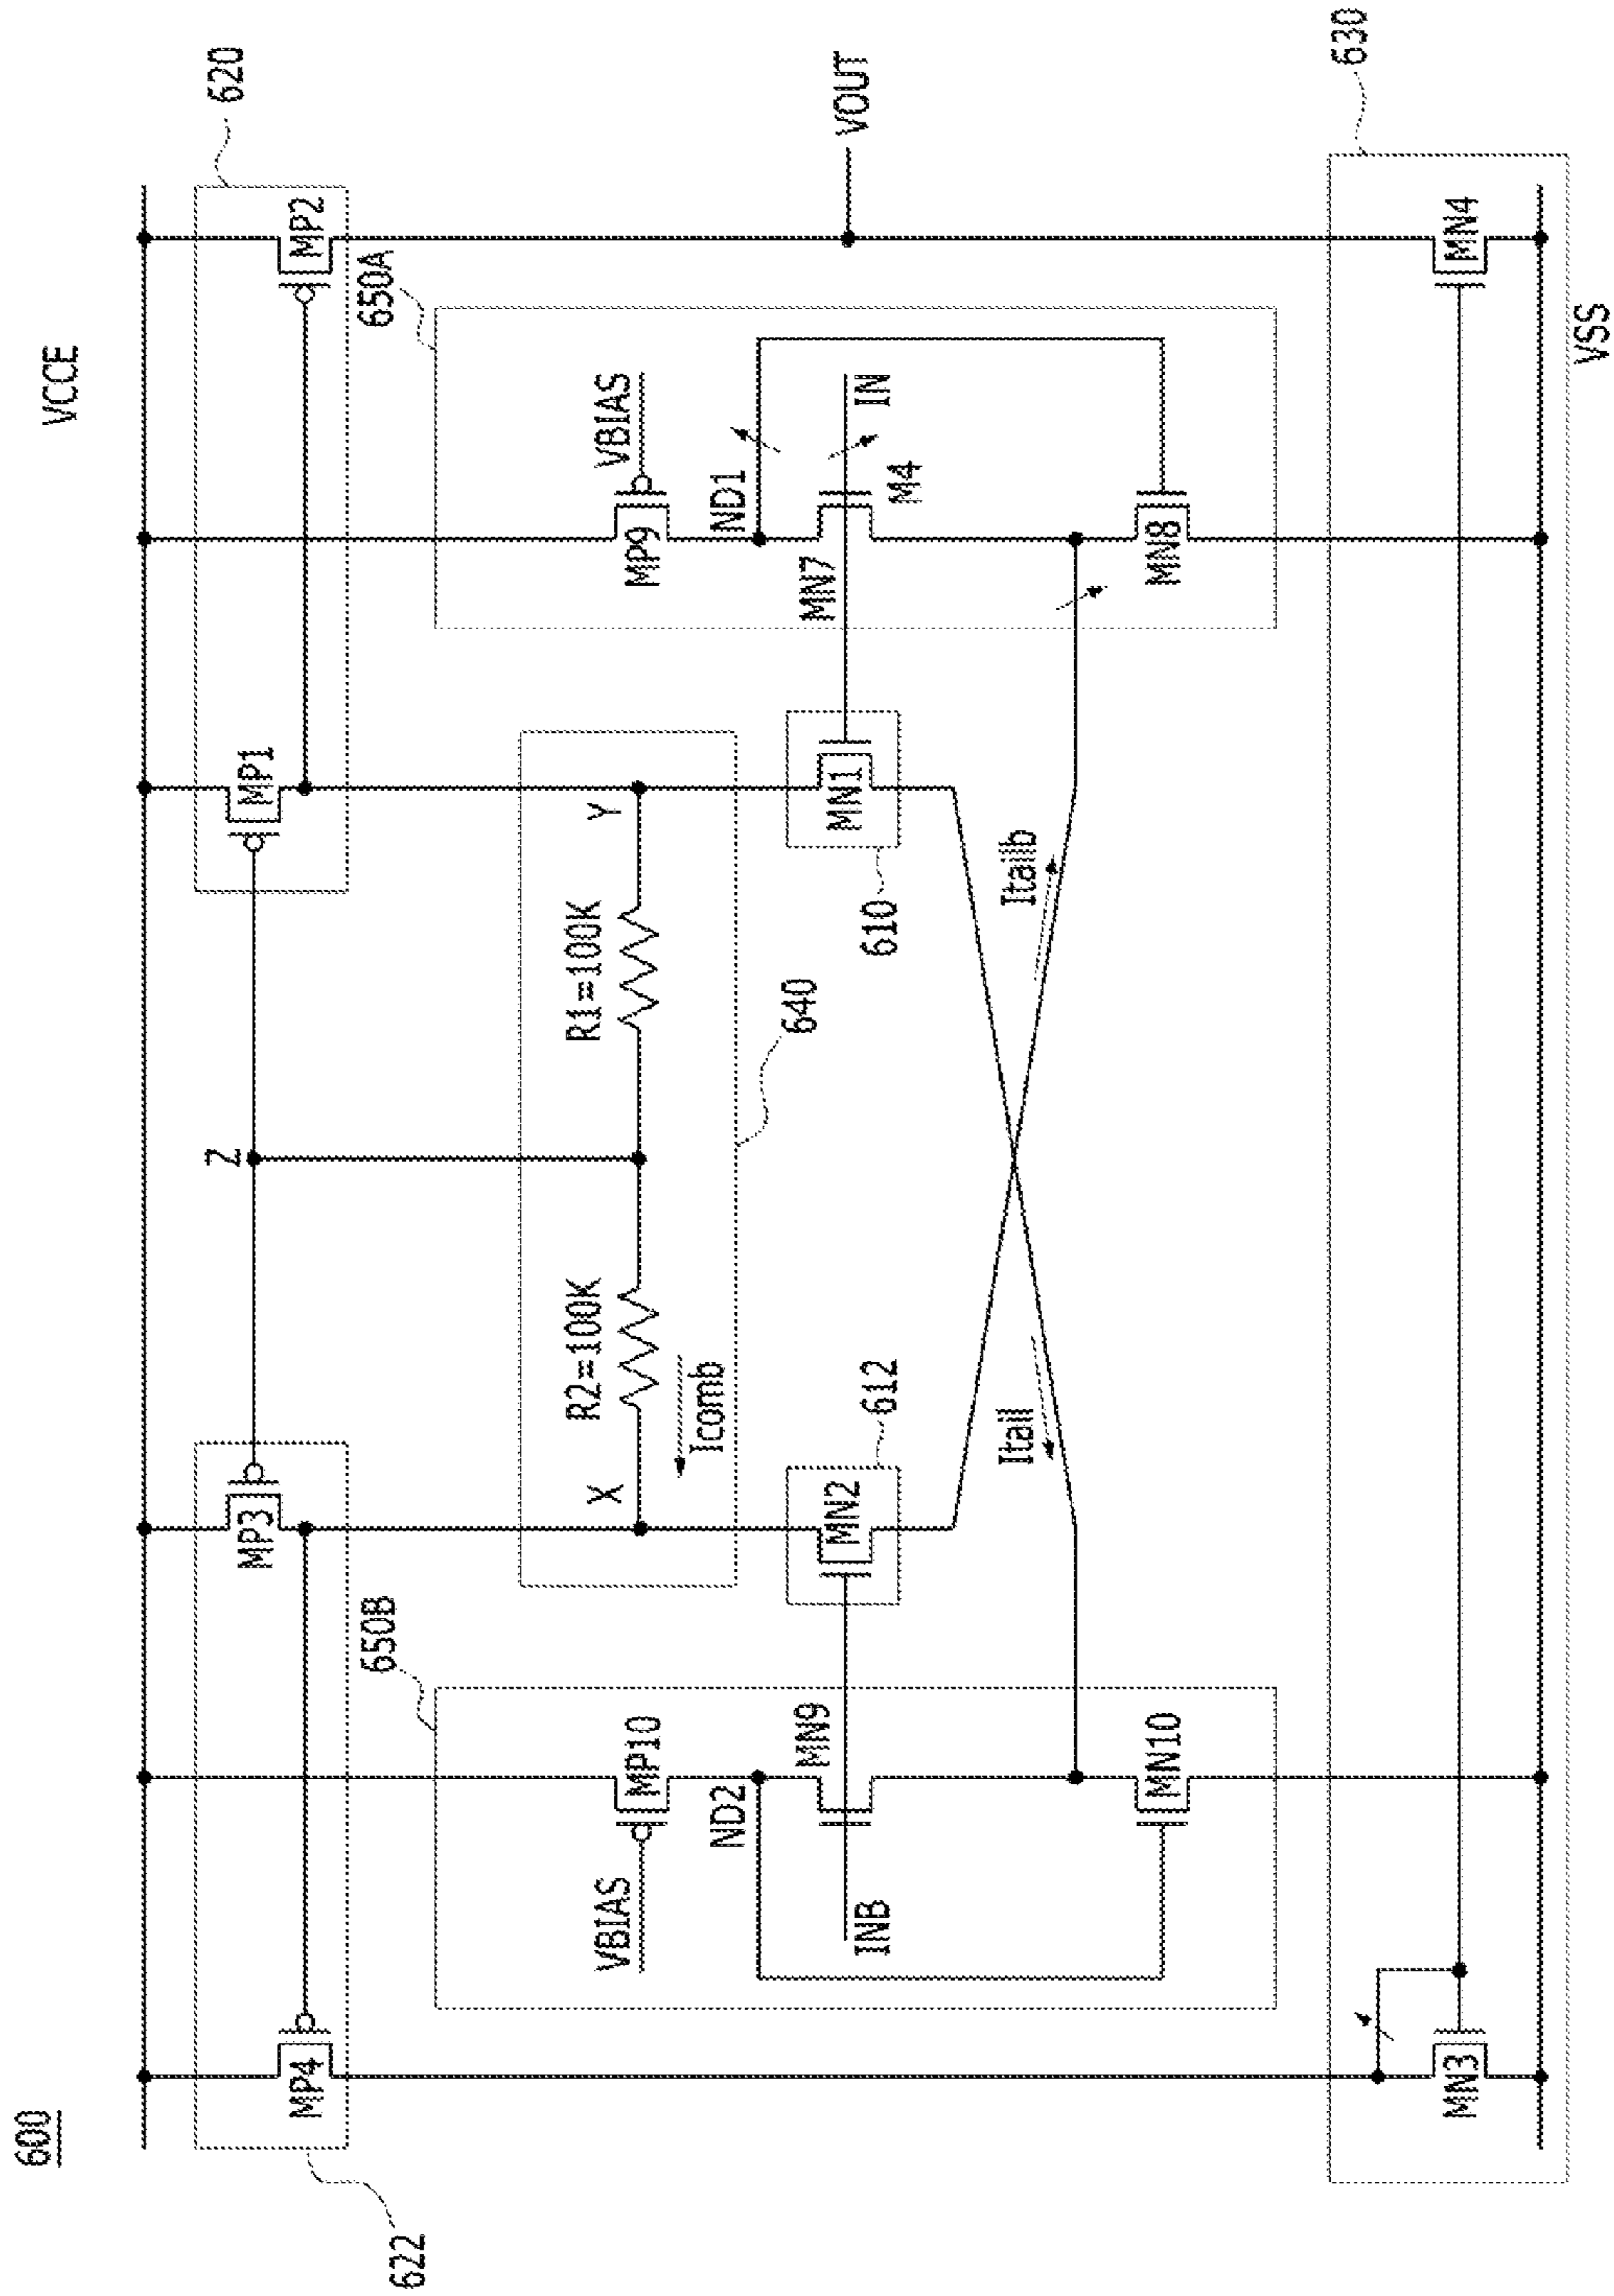 600
VCCE
622
620
MP4
MP3
Z
MP1
MP2
650B
650A
VBIAS
MP10
R2=100K
R1=100K
MP9
VBIAS
ND2
X
Y
ND1
Icomb
640
MN9
MN7
INB
MN2
612
MN1
610
IN
M4
Itail
Itailb
MN10
MN8
VOUT
630
MN3
MN4
VSS